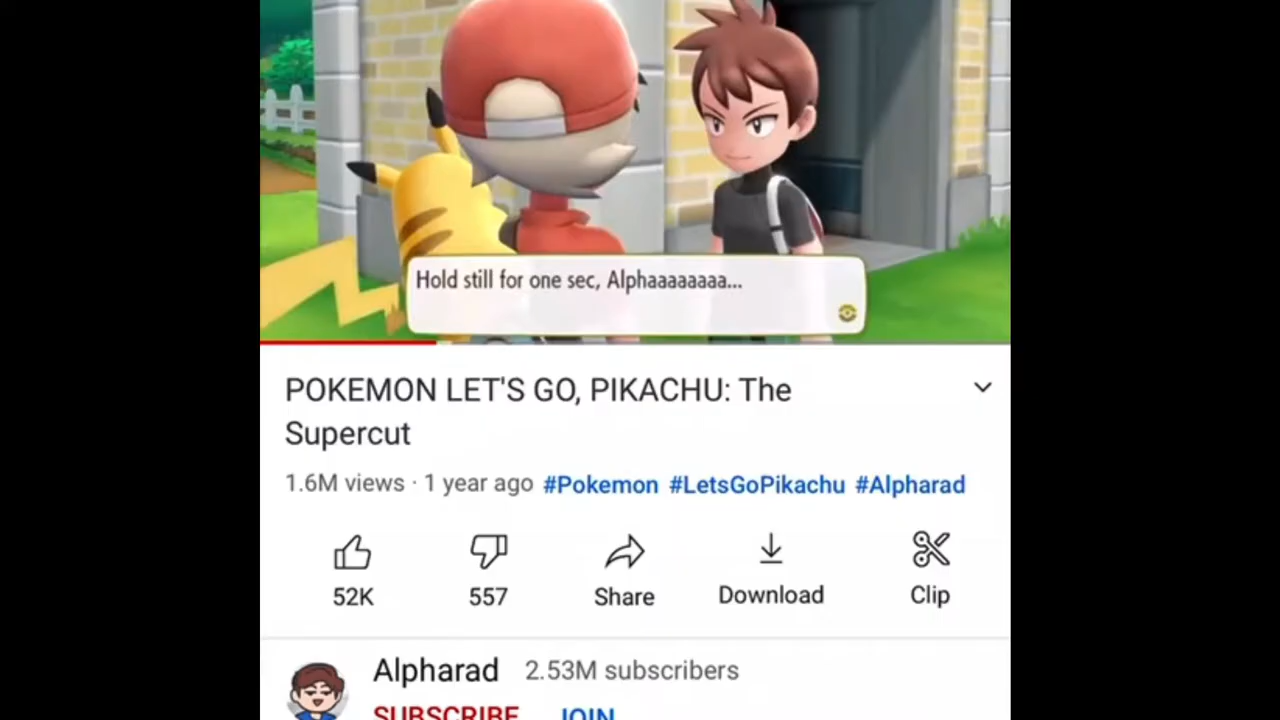 Hold still for one sec, Alphaaaaaaaa...
POKEMON LET'S GO, PIKACHU: The
Supercut
1.6M views · 1 year ago #Pokemon #LetsGoPikachu #Alpharad
52K 557 Share Download Clip
Alpharad 2.53M subscribers
SUBSCRIBE JOIN